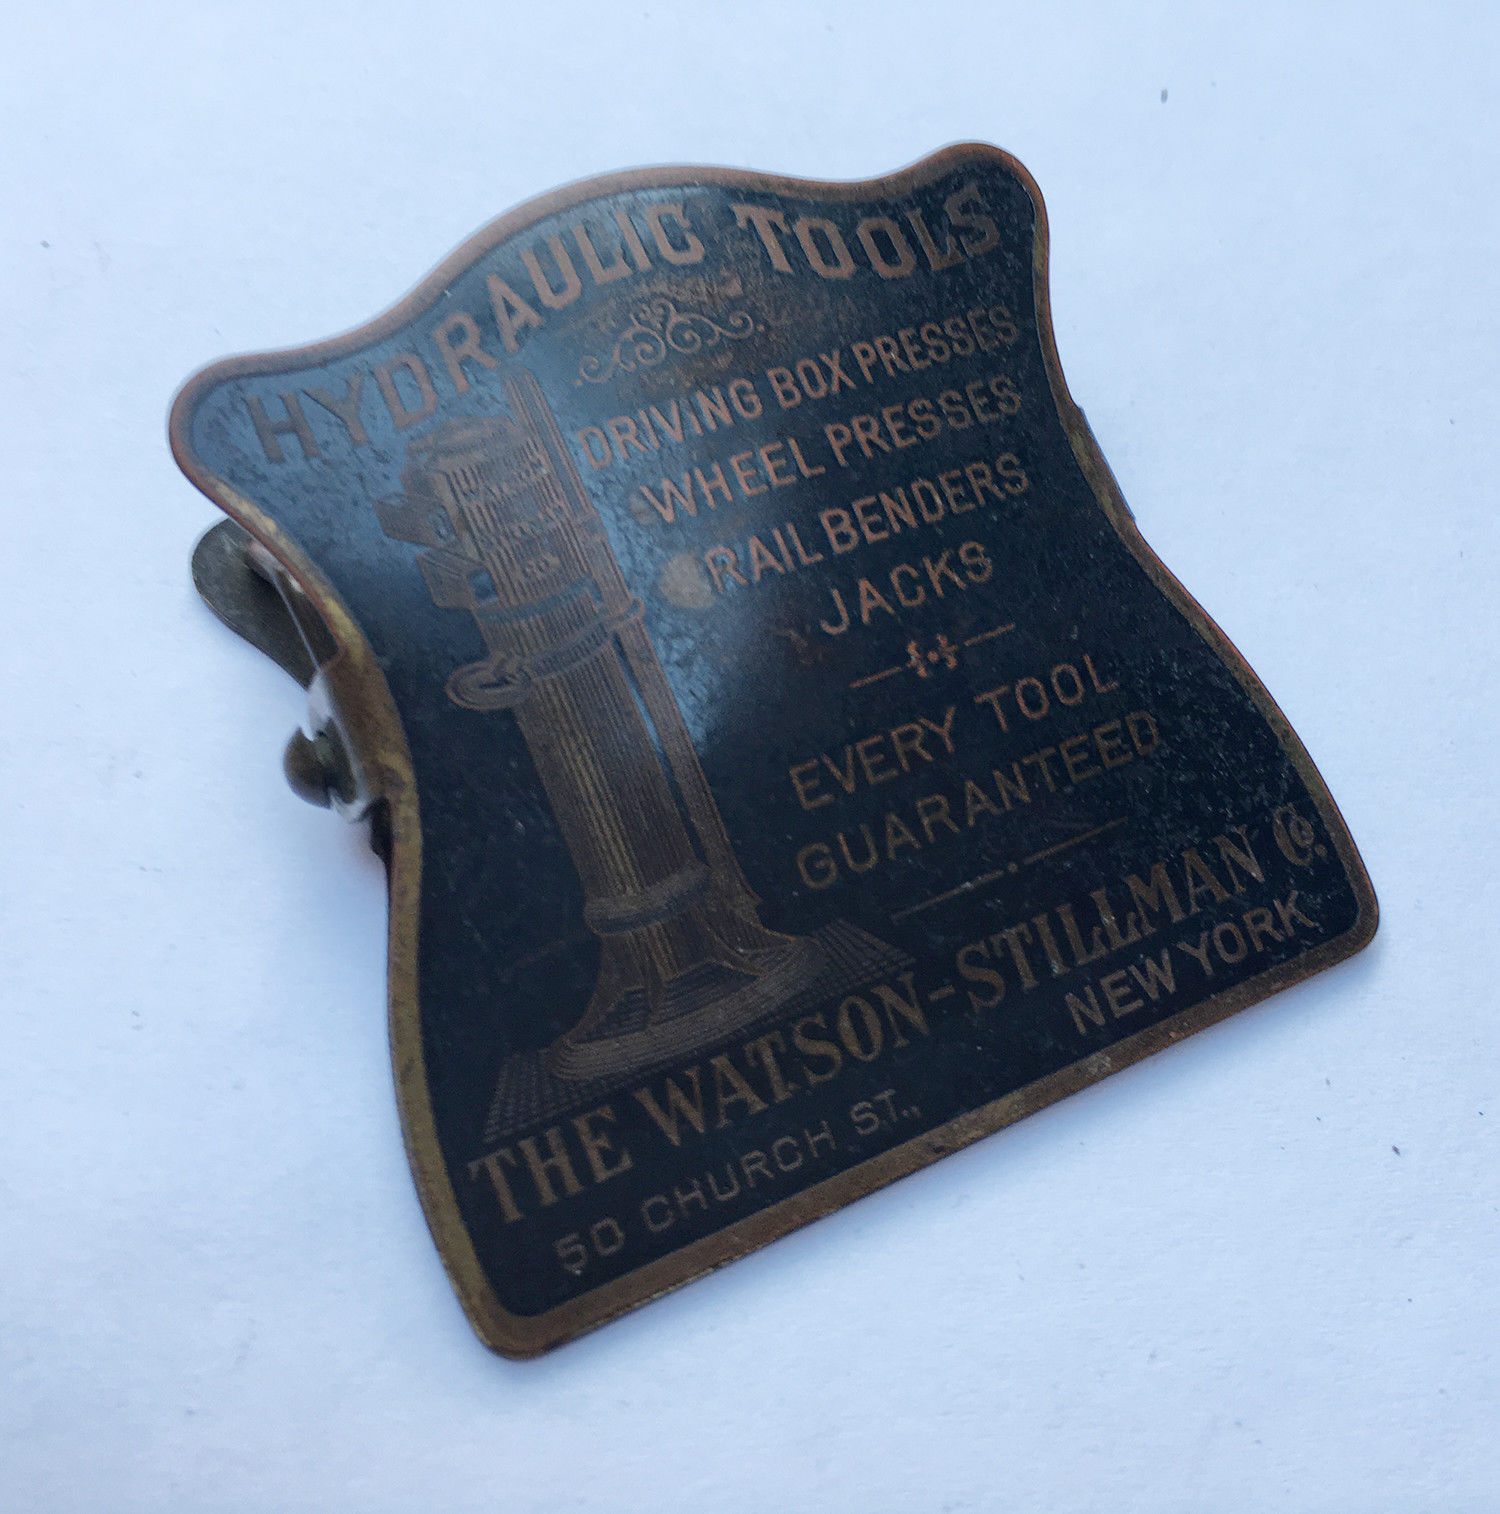 HYDRAULIC TOOLS
DRIVING BOX PRESSES
WHEEL PRESSES
RAIL BENDERS
JACKS
EVERY TOOL
GUARANTEED
THE WATSON-STILLMAN Co.
50 CHURCH ST., NEW YORK